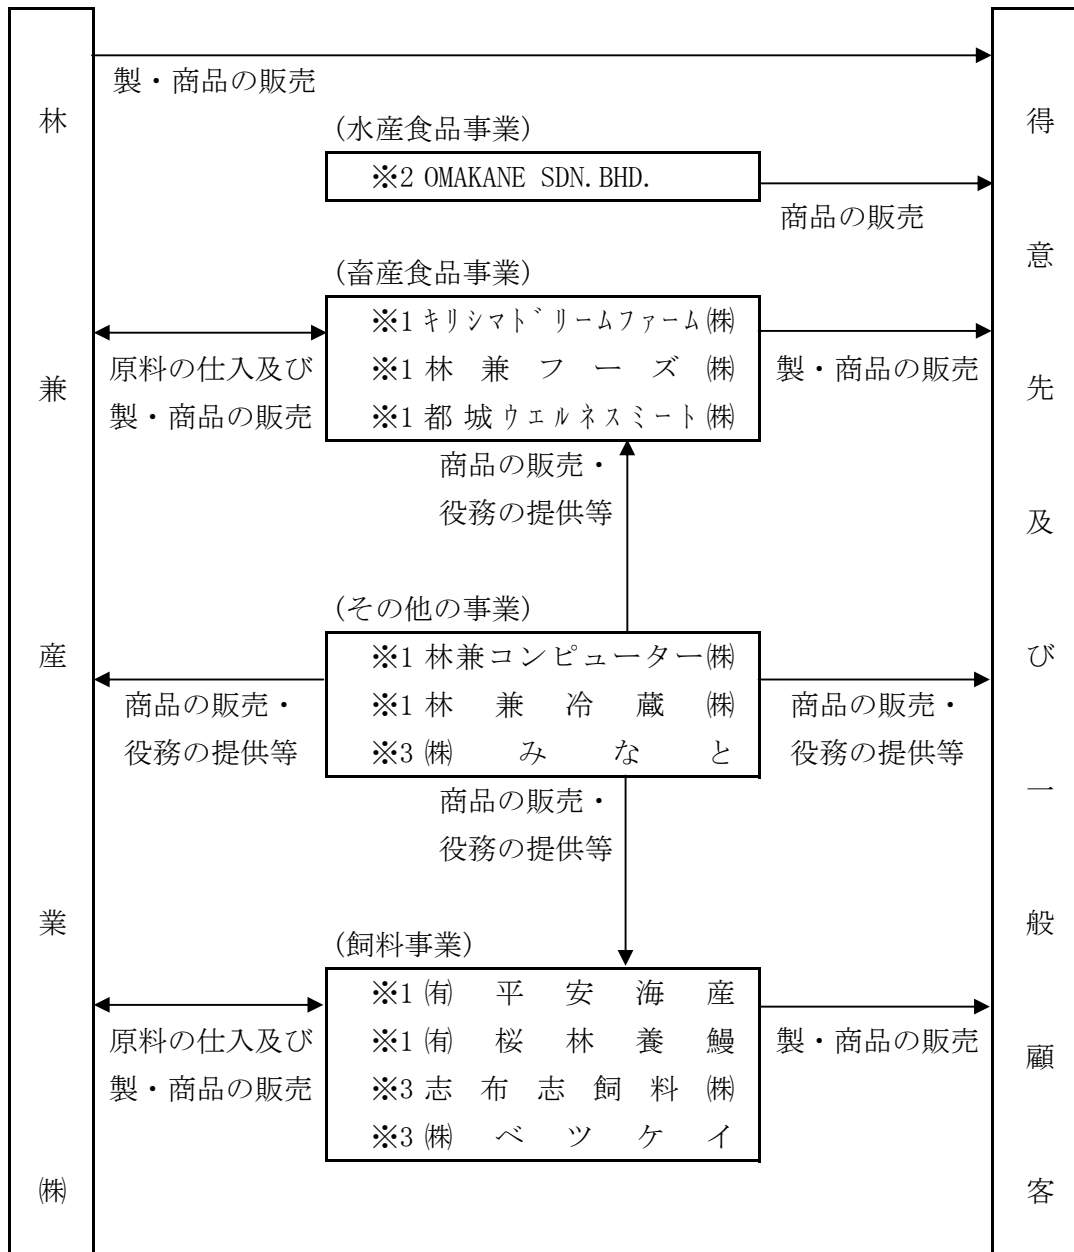 林兼産業㈱
製・商品の販売
(水産食品事業)
※2 OMAKANE SDN.BHD.
商品の販売
(畜産食品事業)
※1 ｷﾘｼﾏﾄﾞﾘｰﾑﾌｧｰﾑ㈱
※1 林兼フーズ㈱
※1 都城ｳｪﾙﾈｽﾐｰﾄ㈱
原料の仕入及び
製・商品の販売
製・商品の販売
商品の販売・
役務の提供等
(その他の事業)
※1 林兼コンピューター㈱
※1 林兼冷蔵㈱
※3 ㈱みなと
商品の販売・
役務の提供等
商品の販売・
役務の提供等
商品の販売・
役務の提供等
(飼料事業)
※1 ㈲平安海産
※1 ㈲桜林養鰻
※3 志布志飼料㈱
※3 ㈱ベツケイ
原料の仕入及び
製・商品の販売
製・商品の販売
得意先及び一般顧客